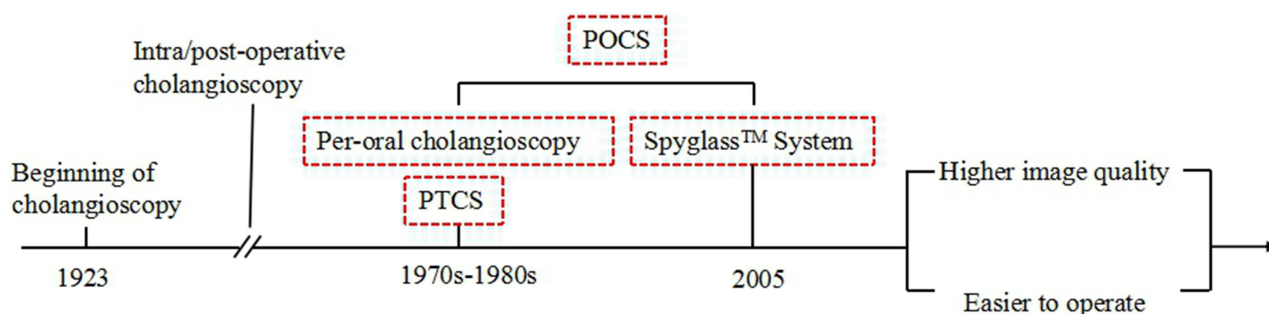 POCS
Intra/post-operative
cholangioscopy
Per-oral cholangioscopy
Spyglass™ System
Beginning of
cholangioscopy
PTCS
Higher image quality
1923
1970s-1980s
2005
Easier to operate